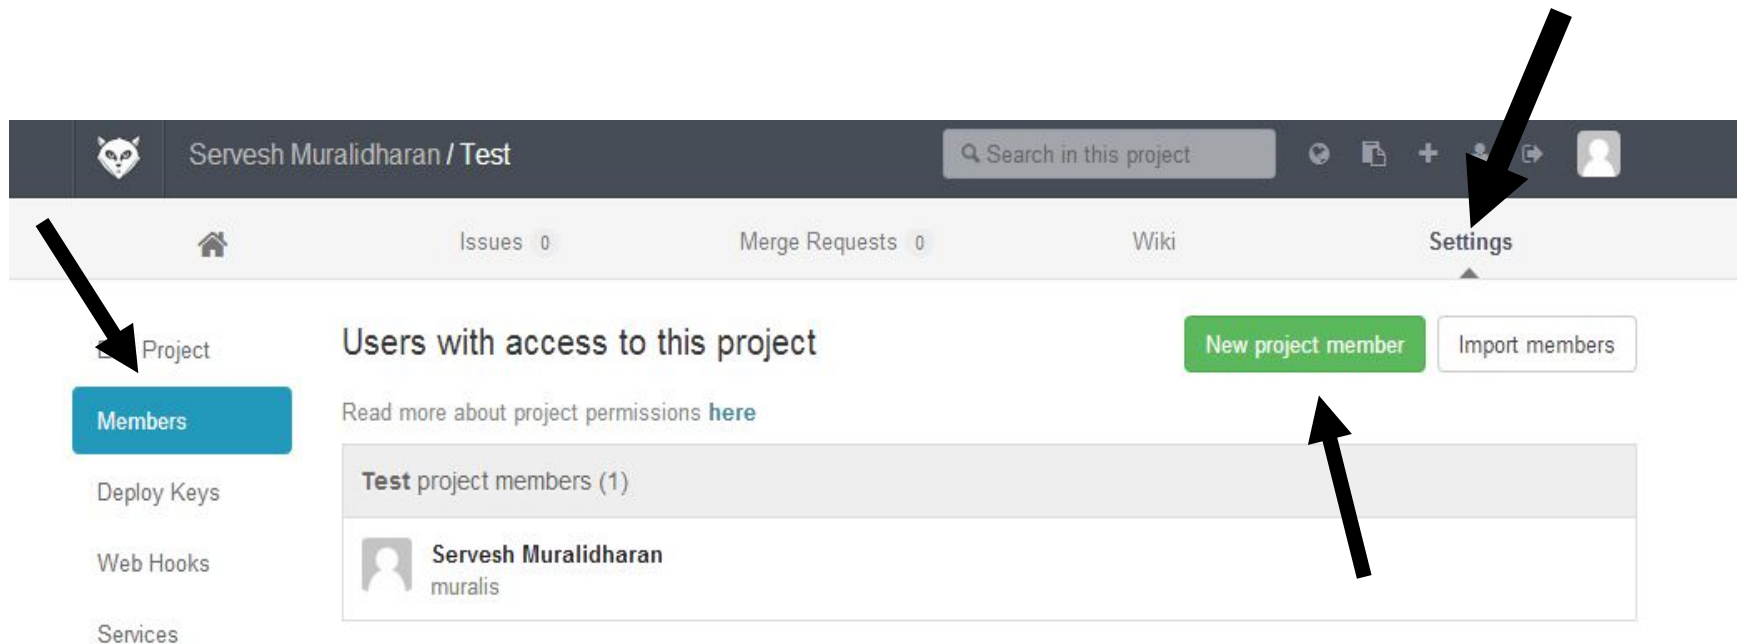 Servesh Muralidharan / Test
Search in this project
Issues 0
Merge Requests 0
Wiki
Settings
Project
Users with access to this project
New project member
Import members
Members
Read more about project permissions here
Deploy Keys
Test project members (1)
Web Hooks
Servesh Muralidharan
muralis
Services